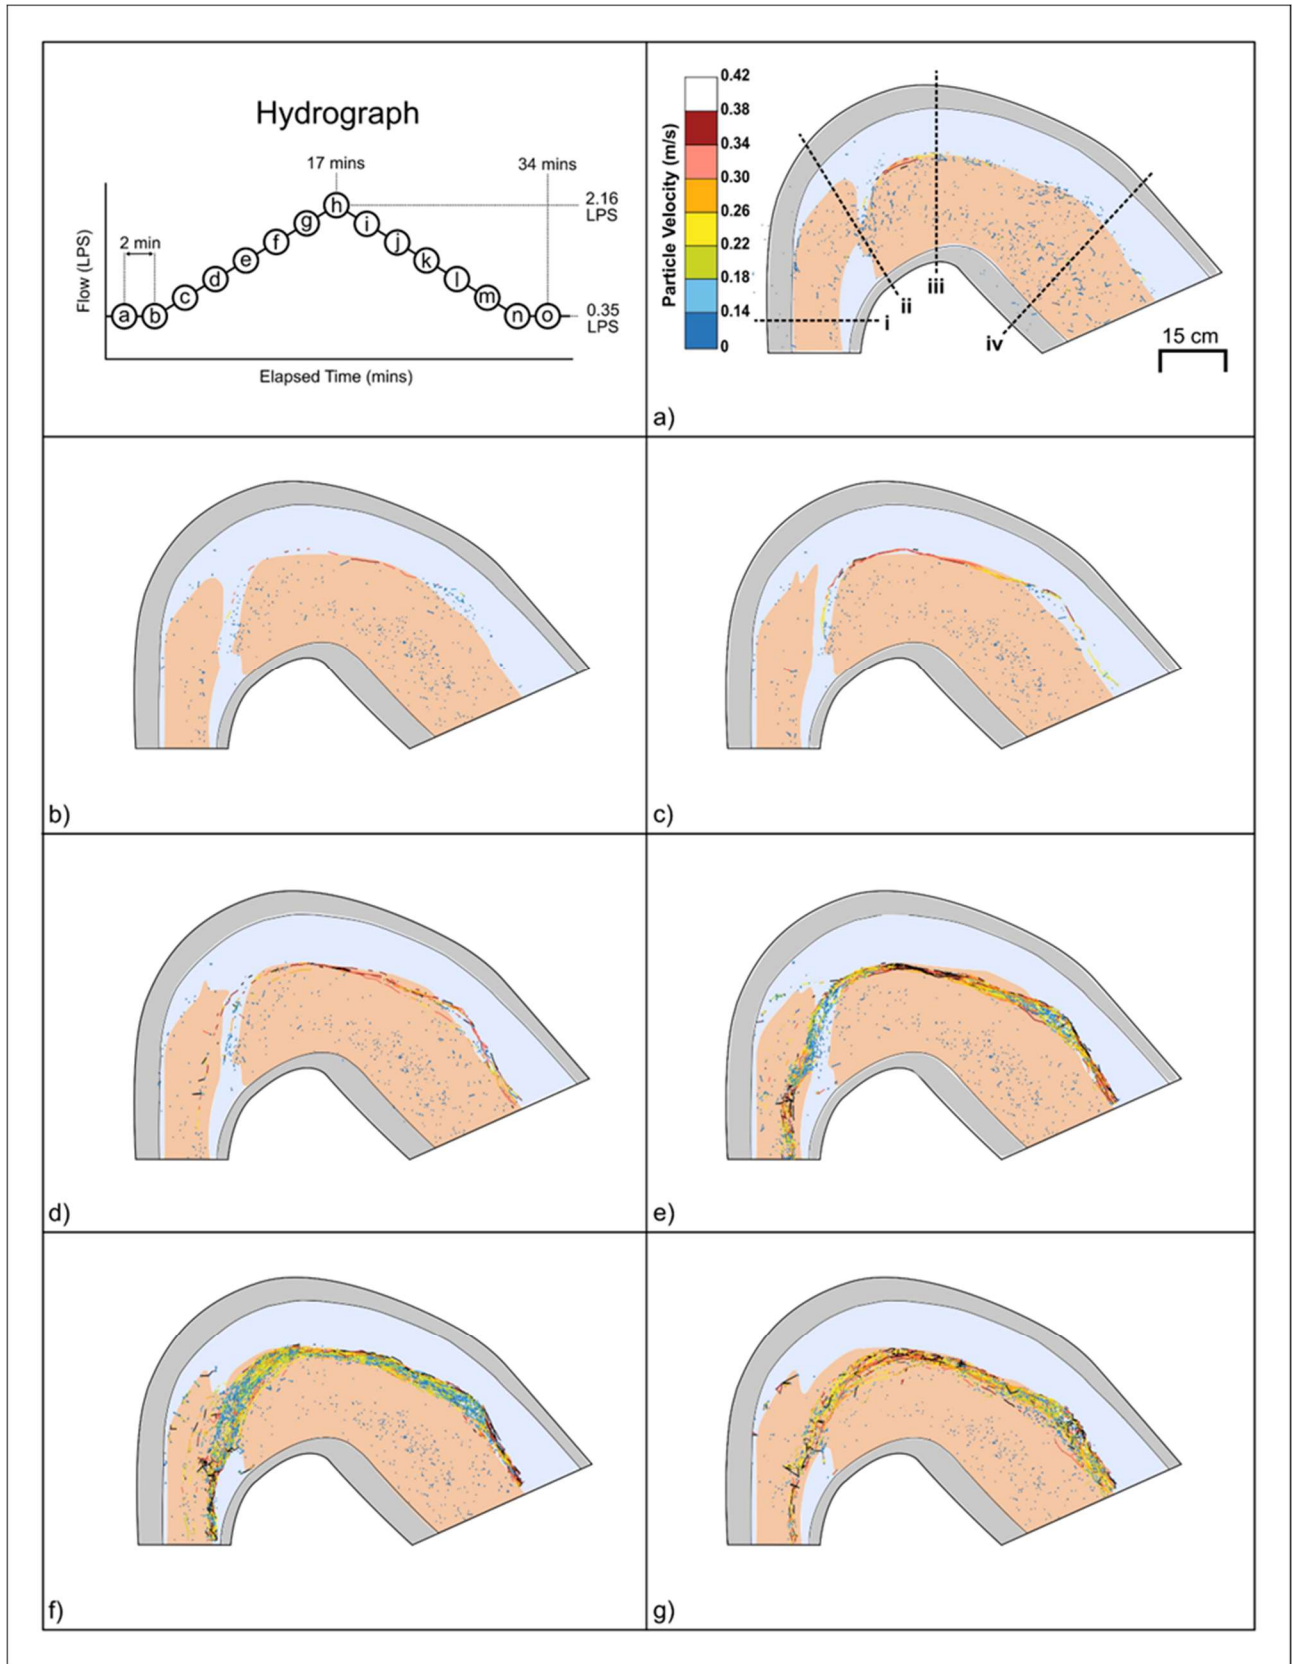 Hydrograph
17 mins
34 mins
2.16
LPS
2 min
a b c d e f g h i j k l m n o
0.35
LPS
Flow (LPS)
Elapsed Time (mins)
Particle Velocity (m/s)
0.42
0.38
0.34
0.30
0.26
0.22
0.18
0.14
0
i
ii
iii
iv
15 cm
a)
b)
c)
d)
e)
f)
g)